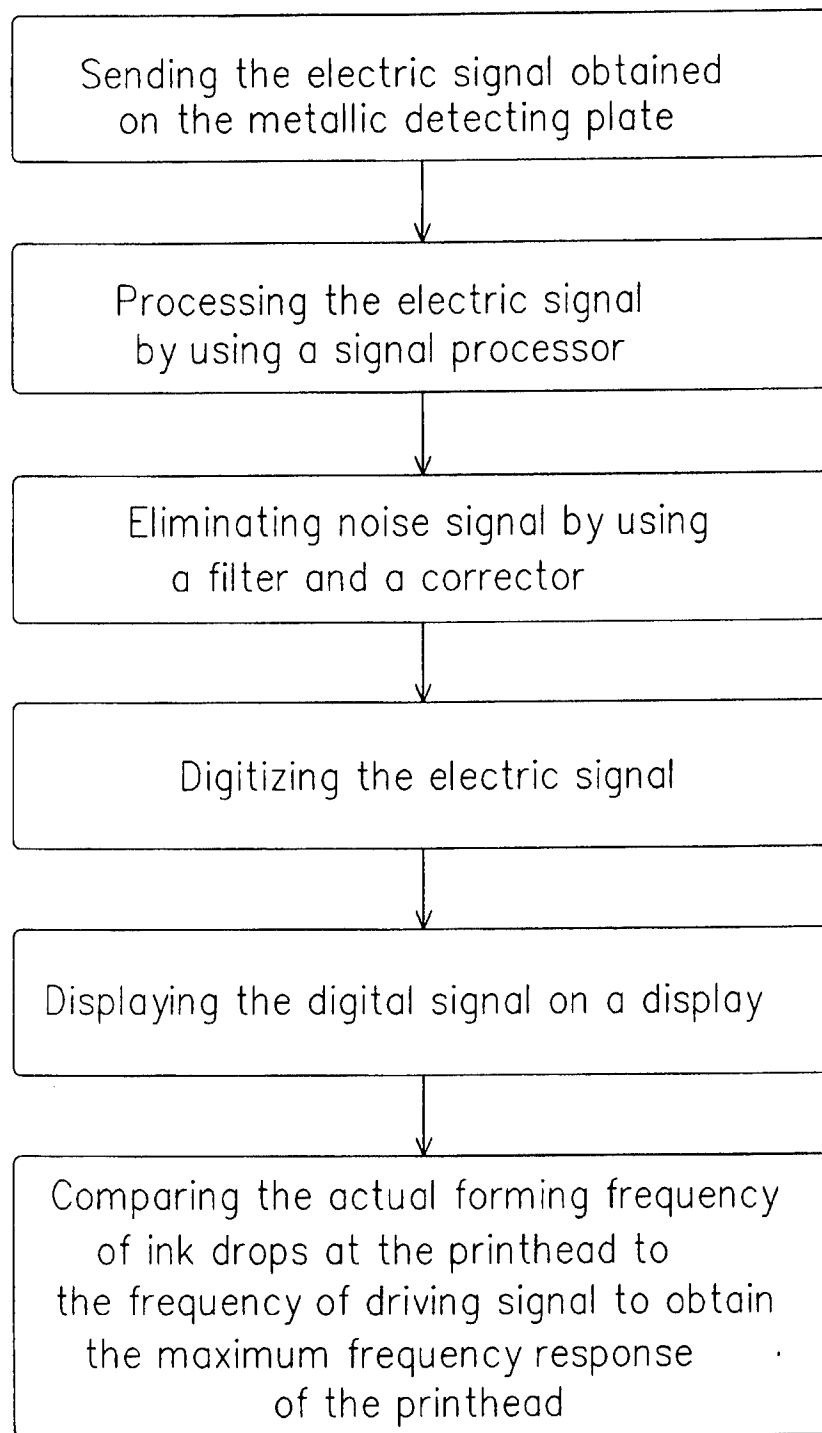 Sending the electric signal obtained
on the metallic detecting plate
Processing the electric signal
by using a signal processor
Eliminating noise signal by using
a filter and a corrector
Digitizing the electric signal
Displaying the digital signal on a display
Comparing the actual forming frequency
of ink drops at the printhead to
the frequency of driving signal to obtain
the maximum frequency response
of the printhead